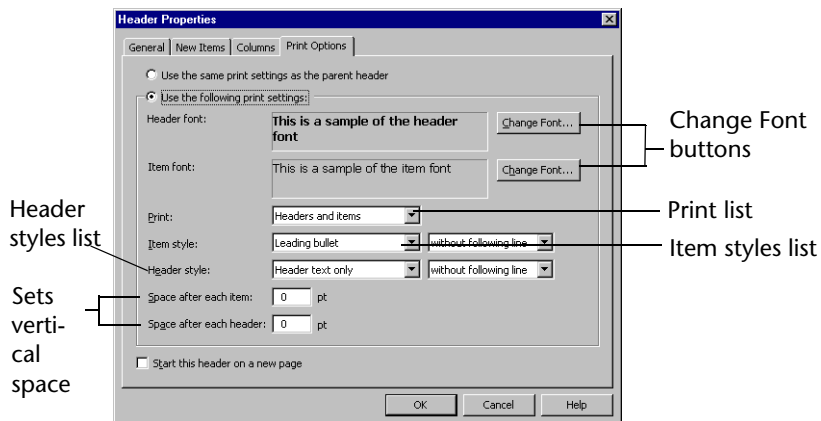 Header Properties
General New Items Columns Print Options
Use the same print settings as the parent header
Use the following print settings:
Header font:
This is a sample of the header
font
Change Font...
Item font:
This is a sample of the item font
Change Font...
Print:
Headers and items
Item style:
Leading bullet
without following line
Header style:
Header text only
without following line
Space after each item:
0 pt
Space after each header:
0 pt
Start this header on a new page
OK Cancel Help
Change Font
buttons
Print list
Item styles list
Header
styles list
Sets
verti-
cal
space